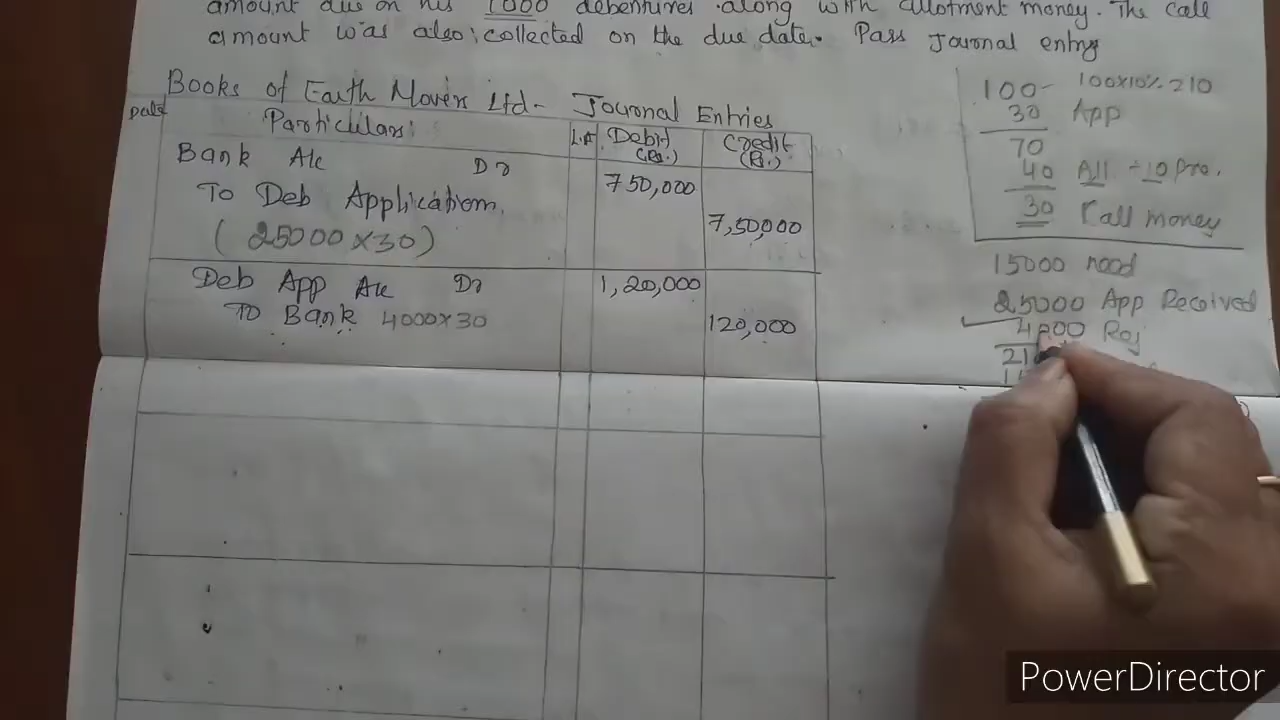 amount due on his 1000 debentures along with allotment money. The call
amount was also collected on the due date. Pass Journal entry
Books of Earth Movers Ltd- Journal Entries
Date Particulars: L.F Debit (Rs.) Credit (Rs.)
Bank A/c Dr 750,000
To Deb Application 7,50,000
(25000×30)
Deb App A/c Dr 1,20,000
To Bank 4000×30 120,000
100- 100×10% 210
30 App
70
40 All +10 Pre.
30 Call money
15000 need
25000 App Received
4000 Rej
21
PowerDirector